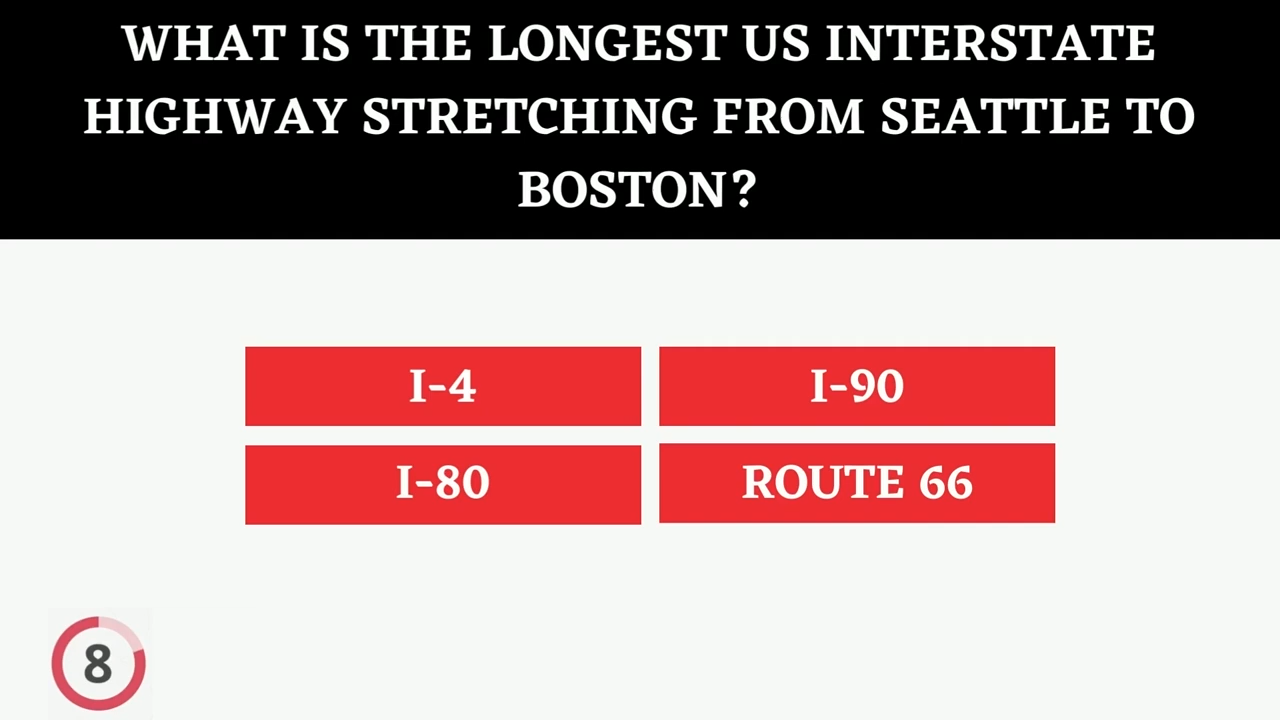 WHAT IS THE LONGEST US INTERSTATE
HIGHWAY STRETCHING FROM SEATTLE TO
BOSTON?
I-4
I-90
I-80
ROUTE 66
8